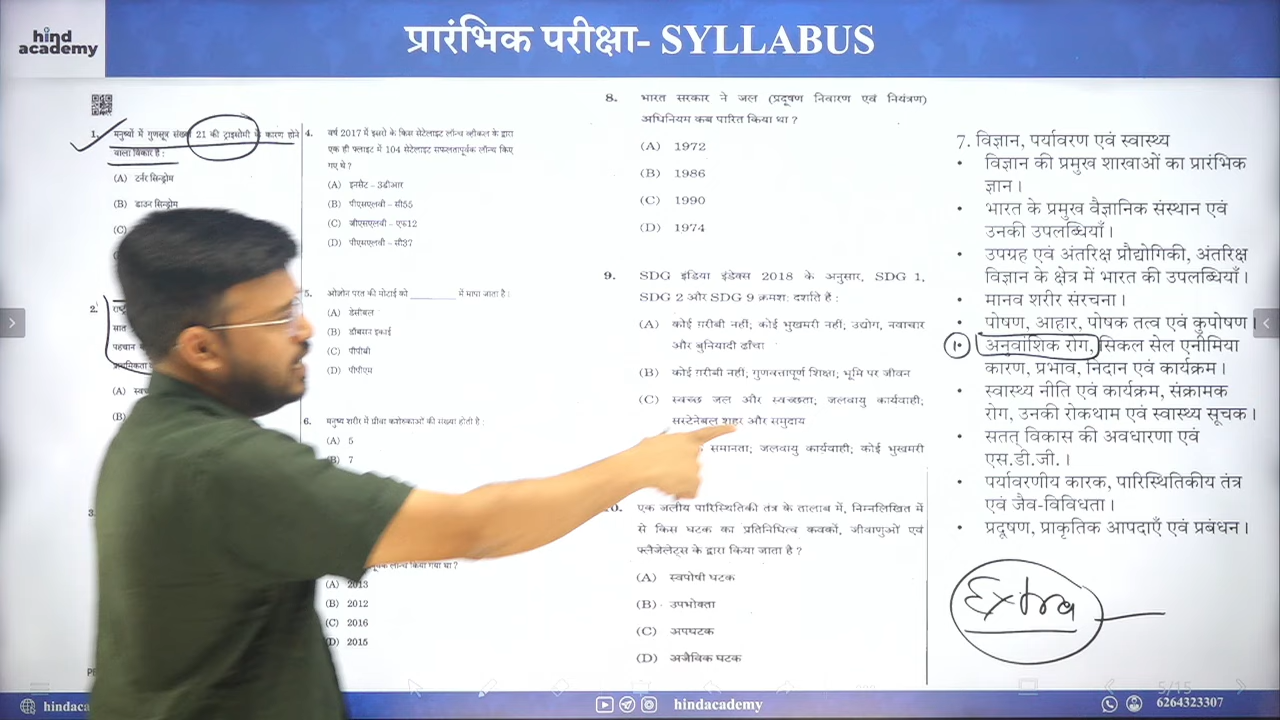 hind
academy
प्रारंभिक परीक्षा- SYLLABUS
1. मनुष्यों में गुणसूत्र संख्या 21 की ट्राइसोमी के कारण होने
वाला विकार है :
(A) टर्नर सिन्ड्रोम
(B) डाउन सिन्ड्रोम
(C)
2.
सात
पहचान
(A)
(B)
3.
4. वर्ष 2017 में इसरो के किस सेटेलाइट लॉन्च व्हीकल के द्वारा
एक ही फ्लाइट में 104 सेटेलाइट सफलतापूर्वक लॉन्च किए
गए थे ?
(A) इनसैट – 3डीआर
(B) पीएसएलवी – सी55
(C) जीएसएलवी – एफ12
(D) पीएसएलवी – सी37
5. ओज़ोन परत की मोटाई को ________ में मापा जाता है :
(A) डेसीबल
(B) डौबसन इकाई
(C) पीपीबी
(D) पीपीएम
6. मनुष्य शरीर में ग्रीवा कशेरुकाओं की संख्या होती है :
(A) 5
(B) 7
लॉन्च किया गया था ?
(A) 2013
(B) 2012
(C) 2016
(D) 2015
8. भारत सरकार ने जल (प्रदूषण निवारण एवं नियंत्रण)
अधिनियम कब पारित किया था ?
(A) 1972
(B) 1986
(C) 1990
(D) 1974
9. SDG इंडिया इंडेक्स 2018 के अनुसार, SDG 1,
SDG 2 और SDG 9 क्रमशः दर्शाते है :
(A) कोई ग़रीबी नहीं; कोई भुखमरी नहीं; उद्योग, नवाचार
और बुनियादी ढाँचा
(B) कोई ग़रीबी नहीं; गुणवत्तापूर्ण शिक्षा; भूमि पर जीवन
(C) स्वच्छ जल और स्वच्छता; जलवायु कार्यवाही;
सस्टेनेबल शहर और समुदाय
समानता; जलवायु कार्यवाही; कोई भुखमरी
10. एक जलीय पारिस्थितिकी तंत्र के तालाब में, निम्नलिखित में
से किस घटक का प्रतिनिधित्व कवकों, जीवाणुओं एवं
फ्लैजेलेट्स के द्वारा किया जाता है ?
(A) स्वपोषी घटक
(B) उपभोक्ता
(C) अपघटक
(D) अजैविक घटक
7. विज्ञान, पर्यावरण एवं स्वास्थ्य
• विज्ञान की प्रमुख शाखाओं का प्रारंभिक
ज्ञान।
• भारत के प्रमुख वैज्ञानिक संस्थान एवं
उनकी उपलब्धियाँ।
• उपग्रह एवं अंतरिक्ष प्रौद्योगिकी, अंतरिक्ष
विज्ञान के क्षेत्र में भारत की उपलब्धियाँ।
• मानव शरीर संरचना।
• पोषण, आहार, पोषक तत्व एवं कुपोषण।
• अनुवांशिक रोग, सिकल सेल एनीमिया
कारण, प्रभाव, निदान एवं कार्यक्रम।
• स्वास्थ्य नीति एवं कार्यक्रम, संक्रामक
रोग, उनकी रोकथाम एवं स्वास्थ्य सूचक।
• सतत् विकास की अवधारणा एवं
एस.डी.जी.।
• पर्यावरणीय कारक, पारिस्थितिकीय तंत्र
एवं जैव-विविधता।
• प्रदूषण, प्राकृतिक आपदाएँ एवं प्रबंधन।
Extra
5/15
hindaca
hindacademy
6264323307